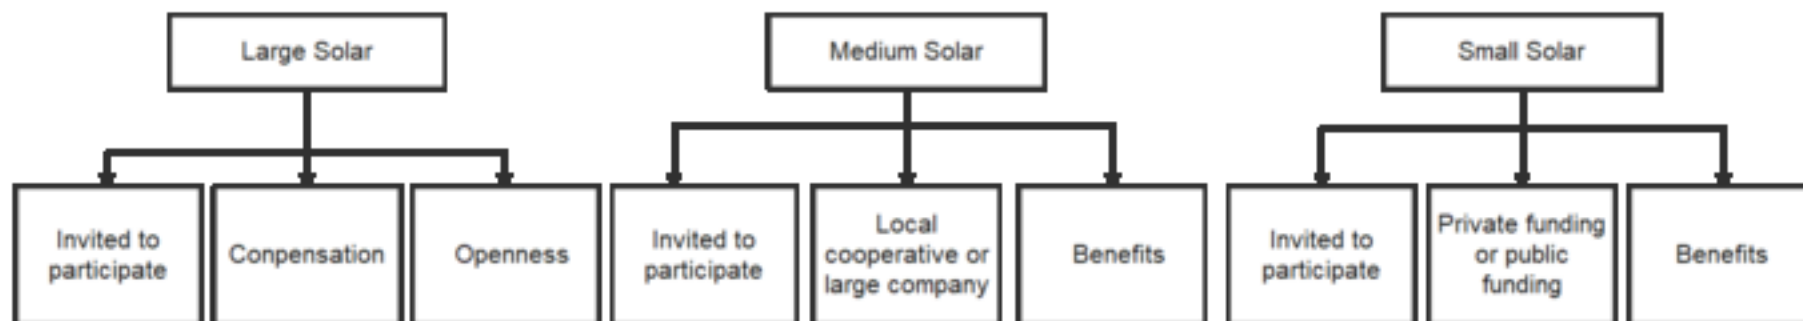 Large Solar
Medium Solar
Small Solar
Invited to
participate
Conpensation
Openness
Invited to
participate
Local
cooperative or
large company
Benefits
Invited to
participate
Private funding
or public
funding
Benefits